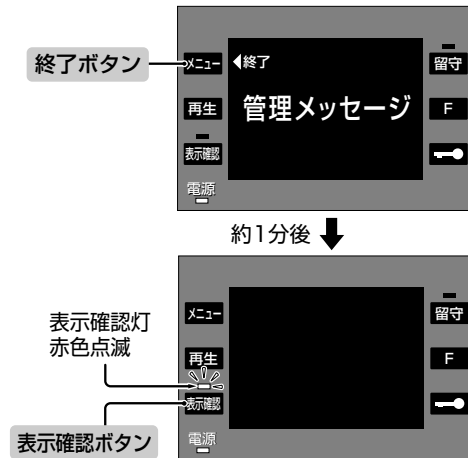 終了ボタン
メニュー
◀終了
留守
再生
管理メッセージ
F
表示確認
電源
約1分後
メニュー
留守
表示確認灯
赤色点滅
再生
F
表示確認
表示確認ボタン
電源